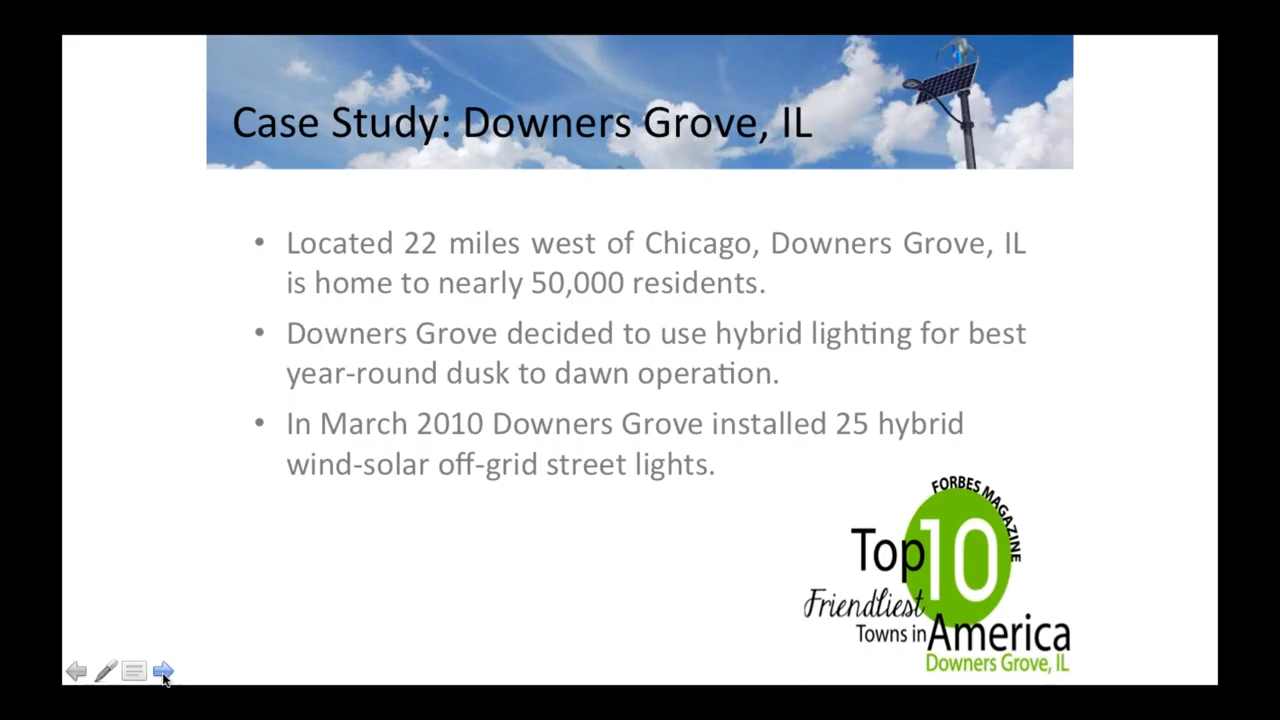 Case Study: Downers Grove, IL
• Located 22 miles west of Chicago, Downers Grove, IL
is home to nearly 50,000 residents.
• Downers Grove decided to use hybrid lighting for best
year-round dusk to dawn operation.
• In March 2010 Downers Grove installed 25 hybrid
wind-solar off-grid street lights.
FORBES MAGAZINE
Top 10
Friendliest
Towns in America
Downers Grove, IL